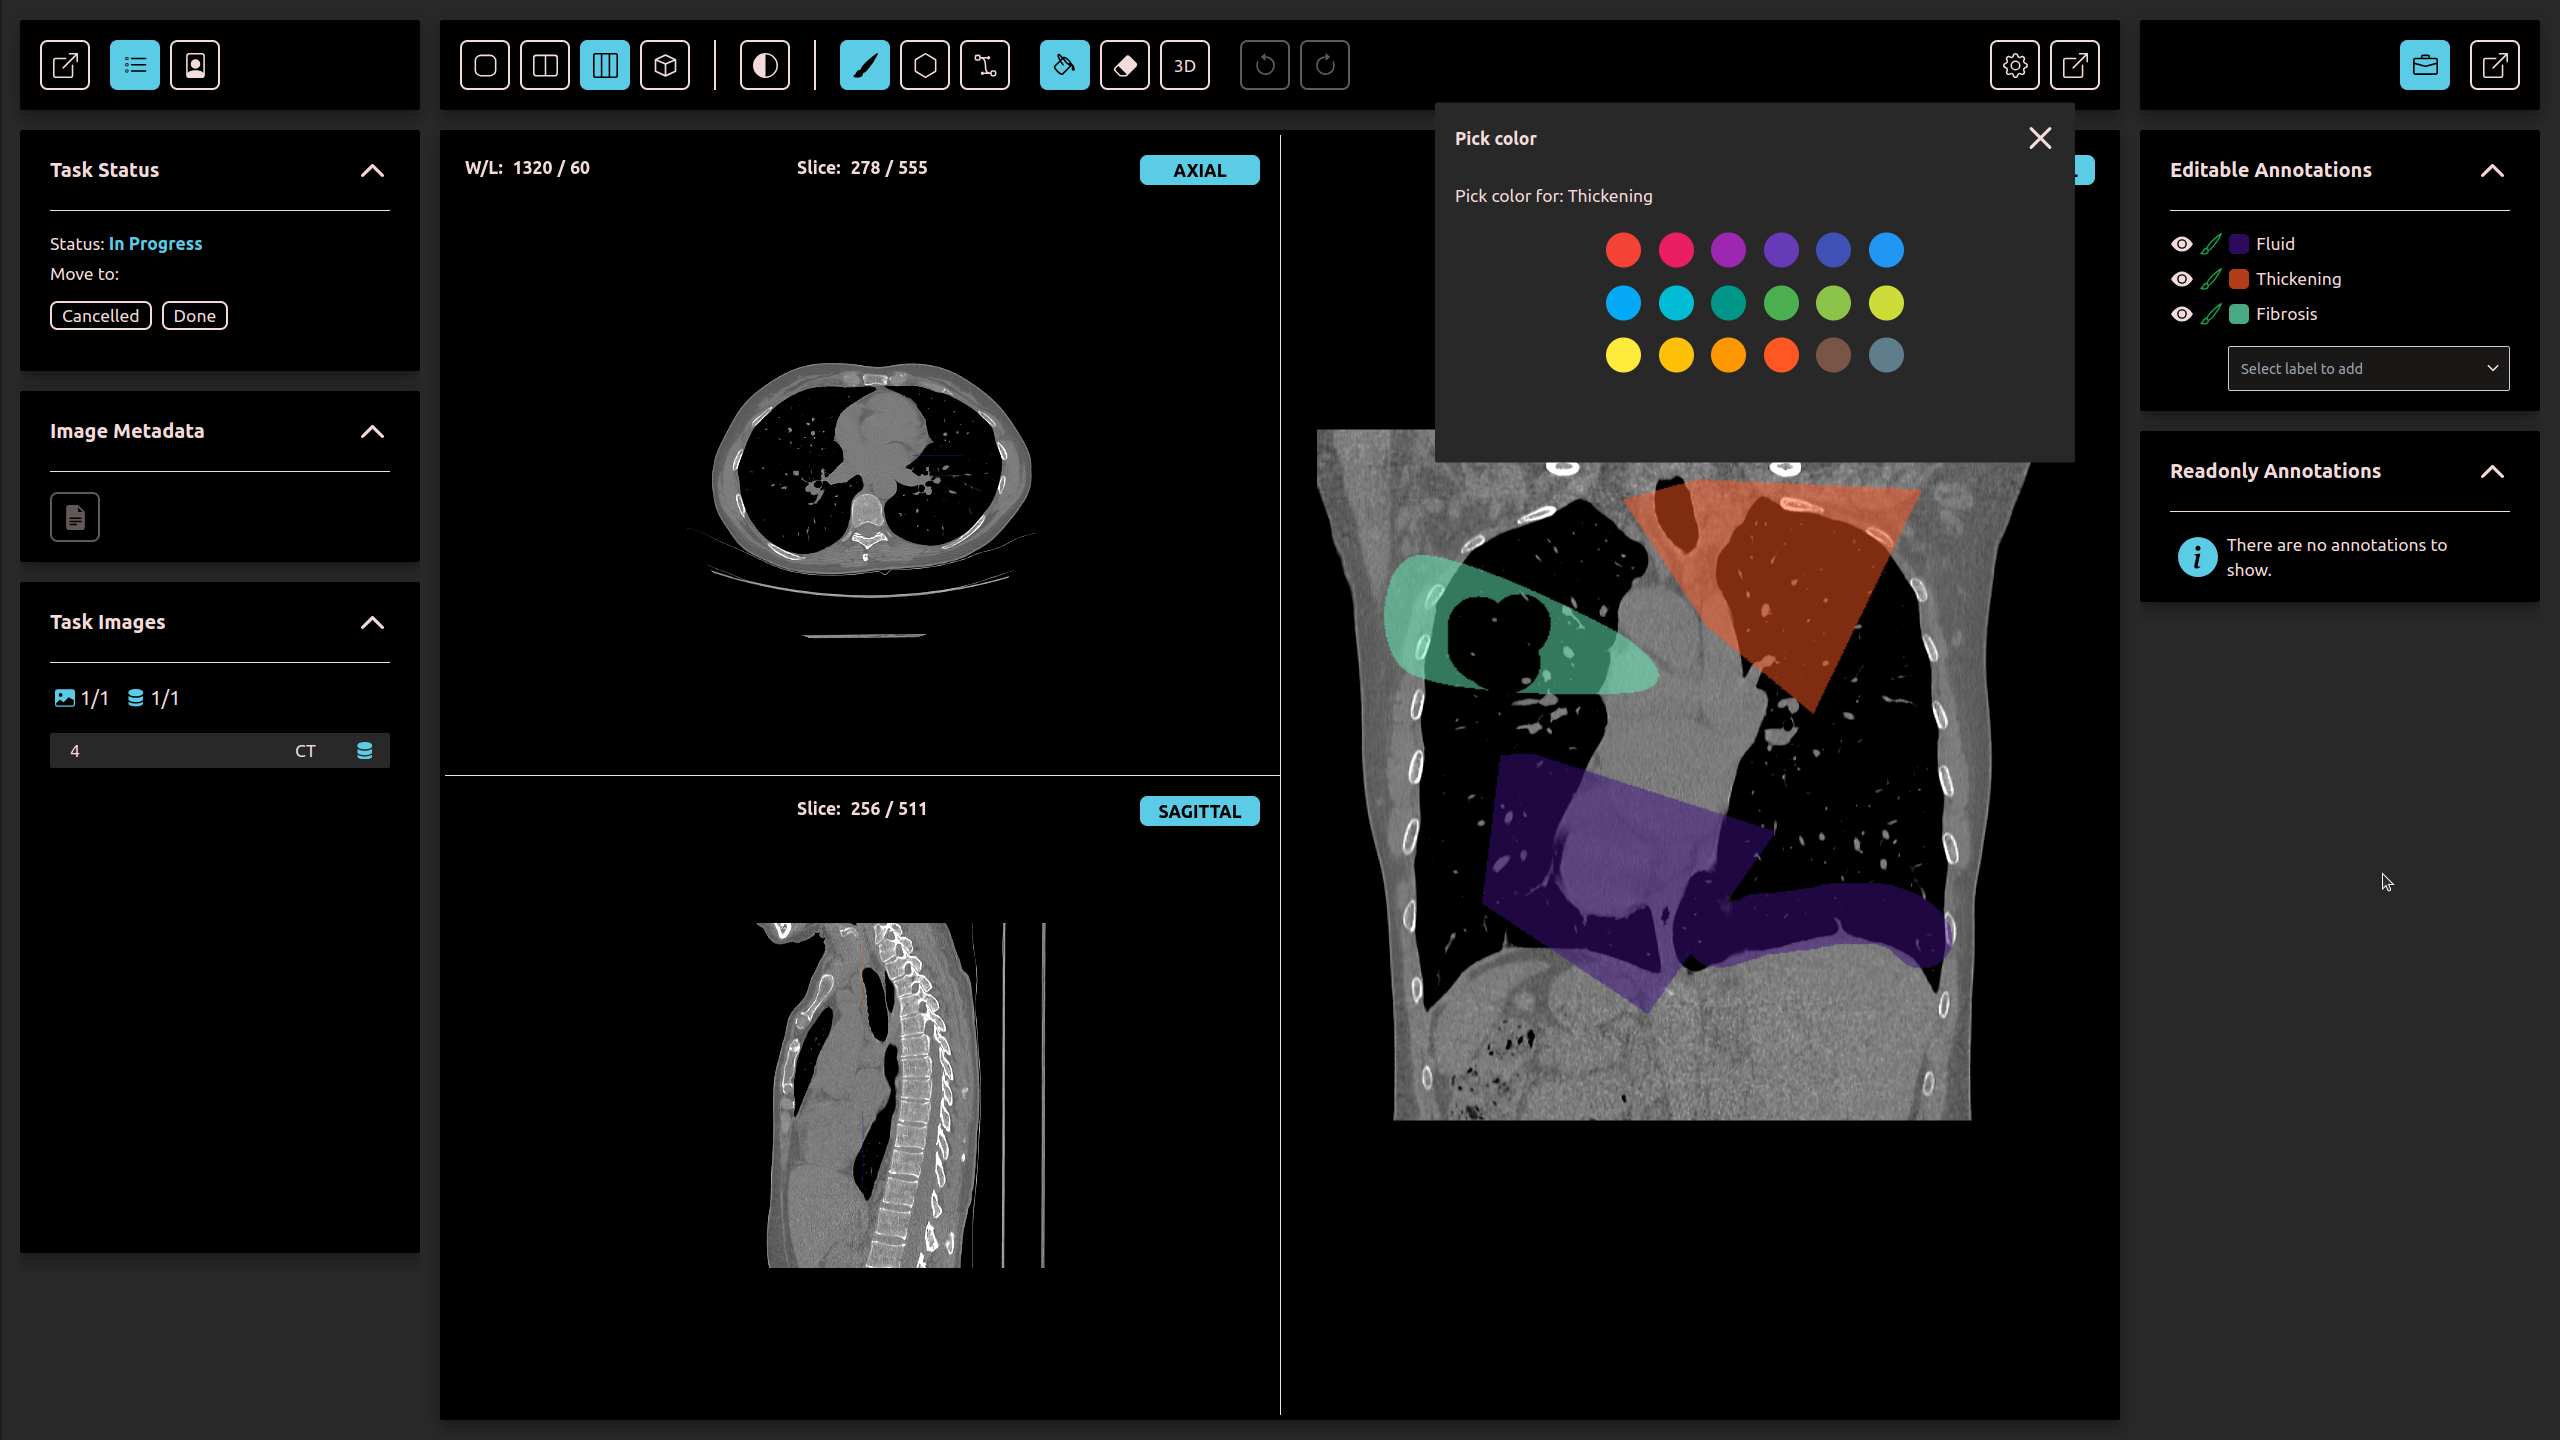 3D
Task Status
Status: In Progress
Move to:
Cancelled
Done
Image Metadata
Task Images
1/1 1/1
4 CT
W/L: 1320 / 60
Slice: 278 / 555
AXIAL
Slice: 256 / 511
SAGITTAL
Pick color
Pick color for: Thickening
Editable Annotations
Fluid
Thickening
Fibrosis
Select label to add
Readonly Annotations
There are no annotations to
show.